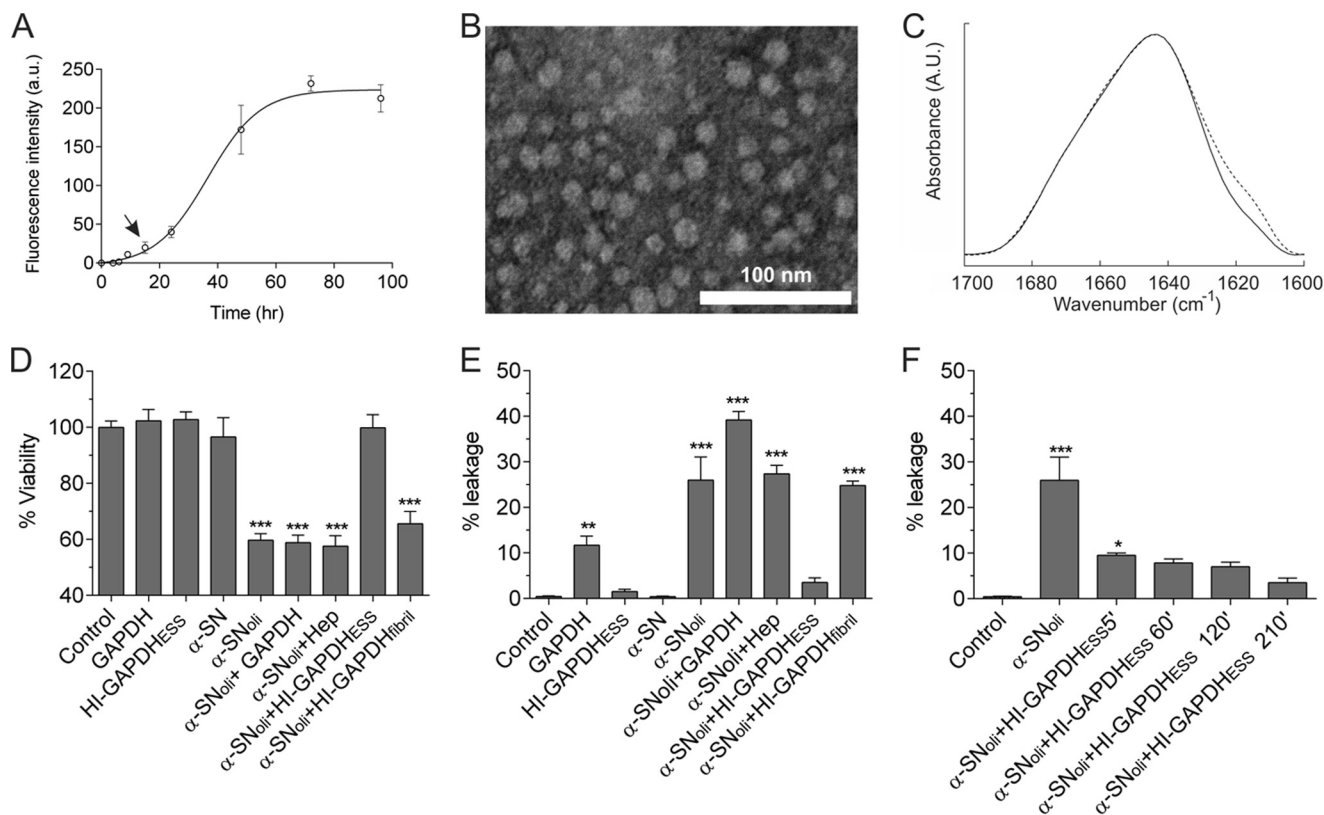 A
Fluorescence intensity (a.u.)
250
200
150
100
50
0
0 20 40 60 80 100
Time (hr)
B
100 nm
C
Absorbance (A.U.)
1700 1680 1660 1640 1620 1600
Wavenumber (cm⁻¹)
D
% Viability
120
100
80
60
40
*** *** *** ***
Control
GAPDH
HI-GAPDHESS
α-SN
α-SNoli
α-SNoli+ GAPDH
α-SNoli+Hep
α-SNoli+HI-GAPDHESS
α-SNoli+HI-GAPDHfibril
E
% leakage
50
40
30
20
10
0
** *** *** *** ***
Control
GAPDH
HI-GAPDHESS
α-SN
α-SNoli
α-SNoli+GAPDH
α-SNoli+Hep
α-SNoli+HI-GAPDHESS
α-SNoli+HI-GAPDHfibril
F
% leakage
50
40
30
20
10
0
*** *
Control
α-SNoli
α-SNoli+HI-GAPDHESS5'
α-SNoli+HI-GAPDHESS 60'
α-SNoli+HI-GAPDHESS 120'
α-SNoli+HI-GAPDHESS 210'